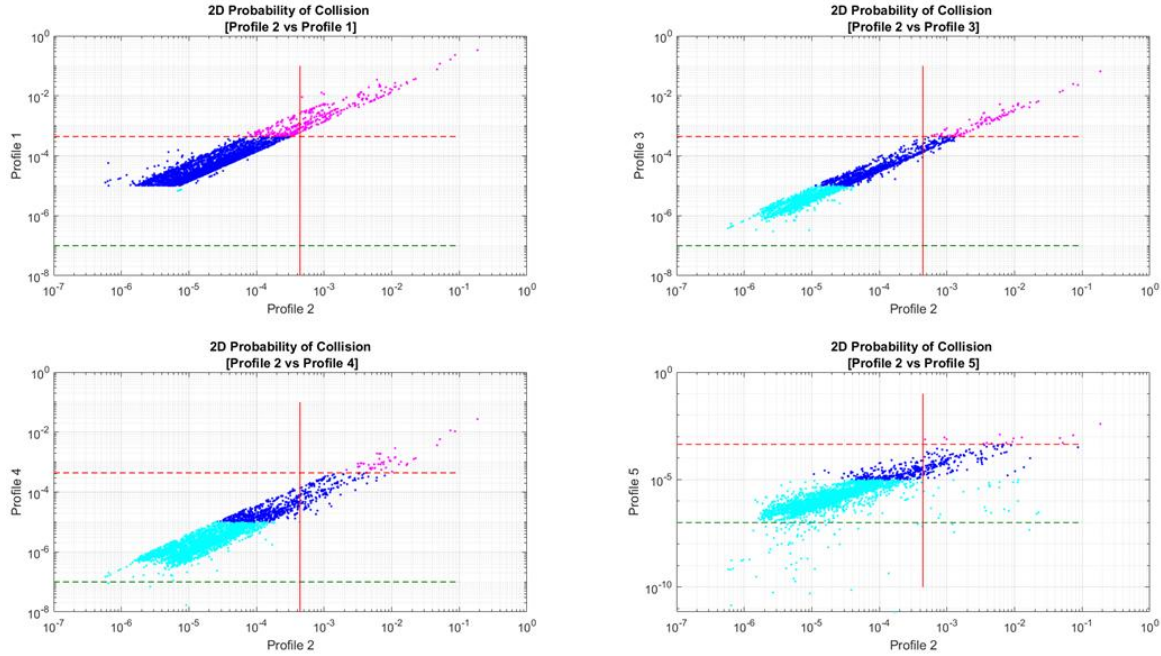 2D Probability of Collision
[Profile 2 vs Profile 1]
10^0
10^-2
10^-4
10^-6
10^-8
Profile 1
10^-7 10^-6 10^-5 10^-4 10^-3 10^-2 10^-1 10^0
Profile 2
2D Probability of Collision
[Profile 2 vs Profile 3]
10^0
10^-2
10^-4
10^-6
10^-8
Profile 3
10^-7 10^-6 10^-5 10^-4 10^-3 10^-2 10^-1 10^0
Profile 2
2D Probability of Collision
[Profile 2 vs Profile 4]
10^0
10^-2
10^-4
10^-6
10^-8
Profile 4
10^-7 10^-6 10^-5 10^-4 10^-3 10^-2 10^-1 10^0
Profile 2
2D Probability of Collision
[Profile 2 vs Profile 5]
10^0
10^-5
10^-10
Profile 5
10^-7 10^-6 10^-5 10^-4 10^-3 10^-2 10^-1 10^0
Profile 2